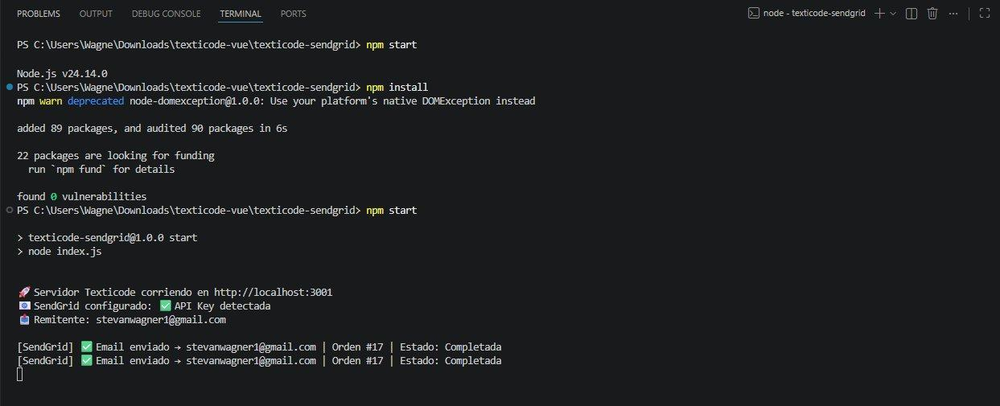 PROBLEMS OUTPUT DEBUG CONSOLE TERMINAL PORTS node - texticode-sendgrid
PS C:\Users\Wagne\Downloads\texticode-vue\texticode-sendgrid> npm start
Node.js v24.14.0
PS C:\Users\Wagne\Downloads\texticode-vue\texticode-sendgrid> npm install
npm warn deprecated node-domexception@1.0.0: Use your platform's native DOMException instead
added 89 packages, and audited 90 packages in 6s
22 packages are looking for funding
run `npm fund` for details
found 0 vulnerabilities
PS C:\Users\Wagne\Downloads\texticode-vue\texticode-sendgrid> npm start
> texticode-sendgrid@1.0.0 start
> node index.js
🚀 Servidor Texticode corriendo en http://localhost:3001
📧 SendGrid configurado: ✅ API Key detectada
📬 Remitente: stevanwagner1@gmail.com
[SendGrid] ✅ Email enviado → stevanwagner1@gmail.com | Orden #17 | Estado: Completada
[SendGrid] ✅ Email enviado → stevanwagner1@gmail.com | Orden #17 | Estado: Completada